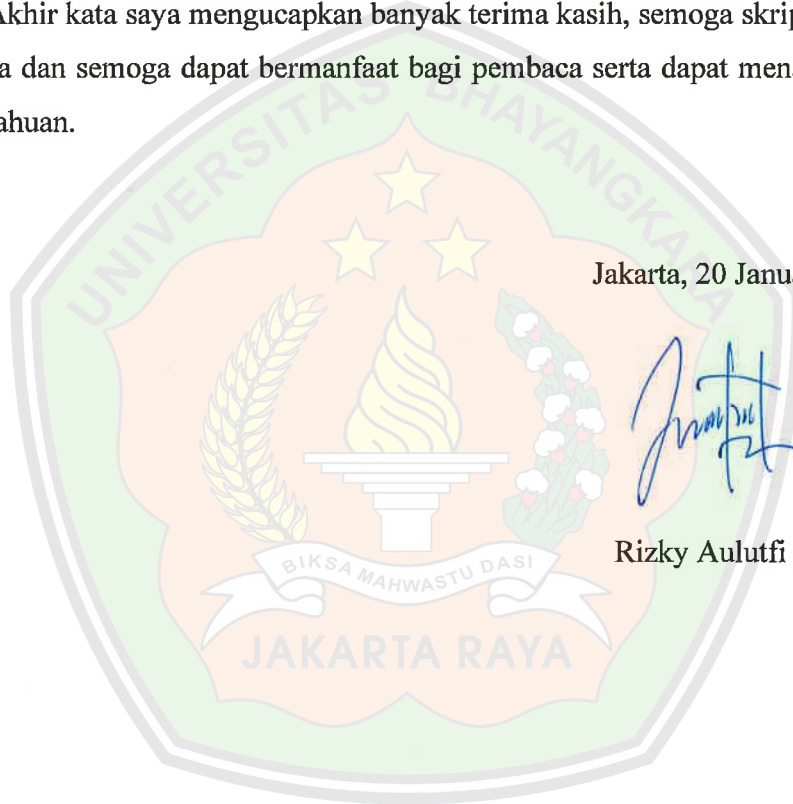 Akhir kata saya mengucapkan banyak terima kasih, semoga skrip
a dan semoga dapat bermanfaat bagi pembaca serta dapat mena
ahuan.
UNIVERSITAS BHAYANGKARA
Jakarta, 20 Janu
Rizky Aulutfi
BIKSA MAHWASTU DASI
JAKARTA RAYA